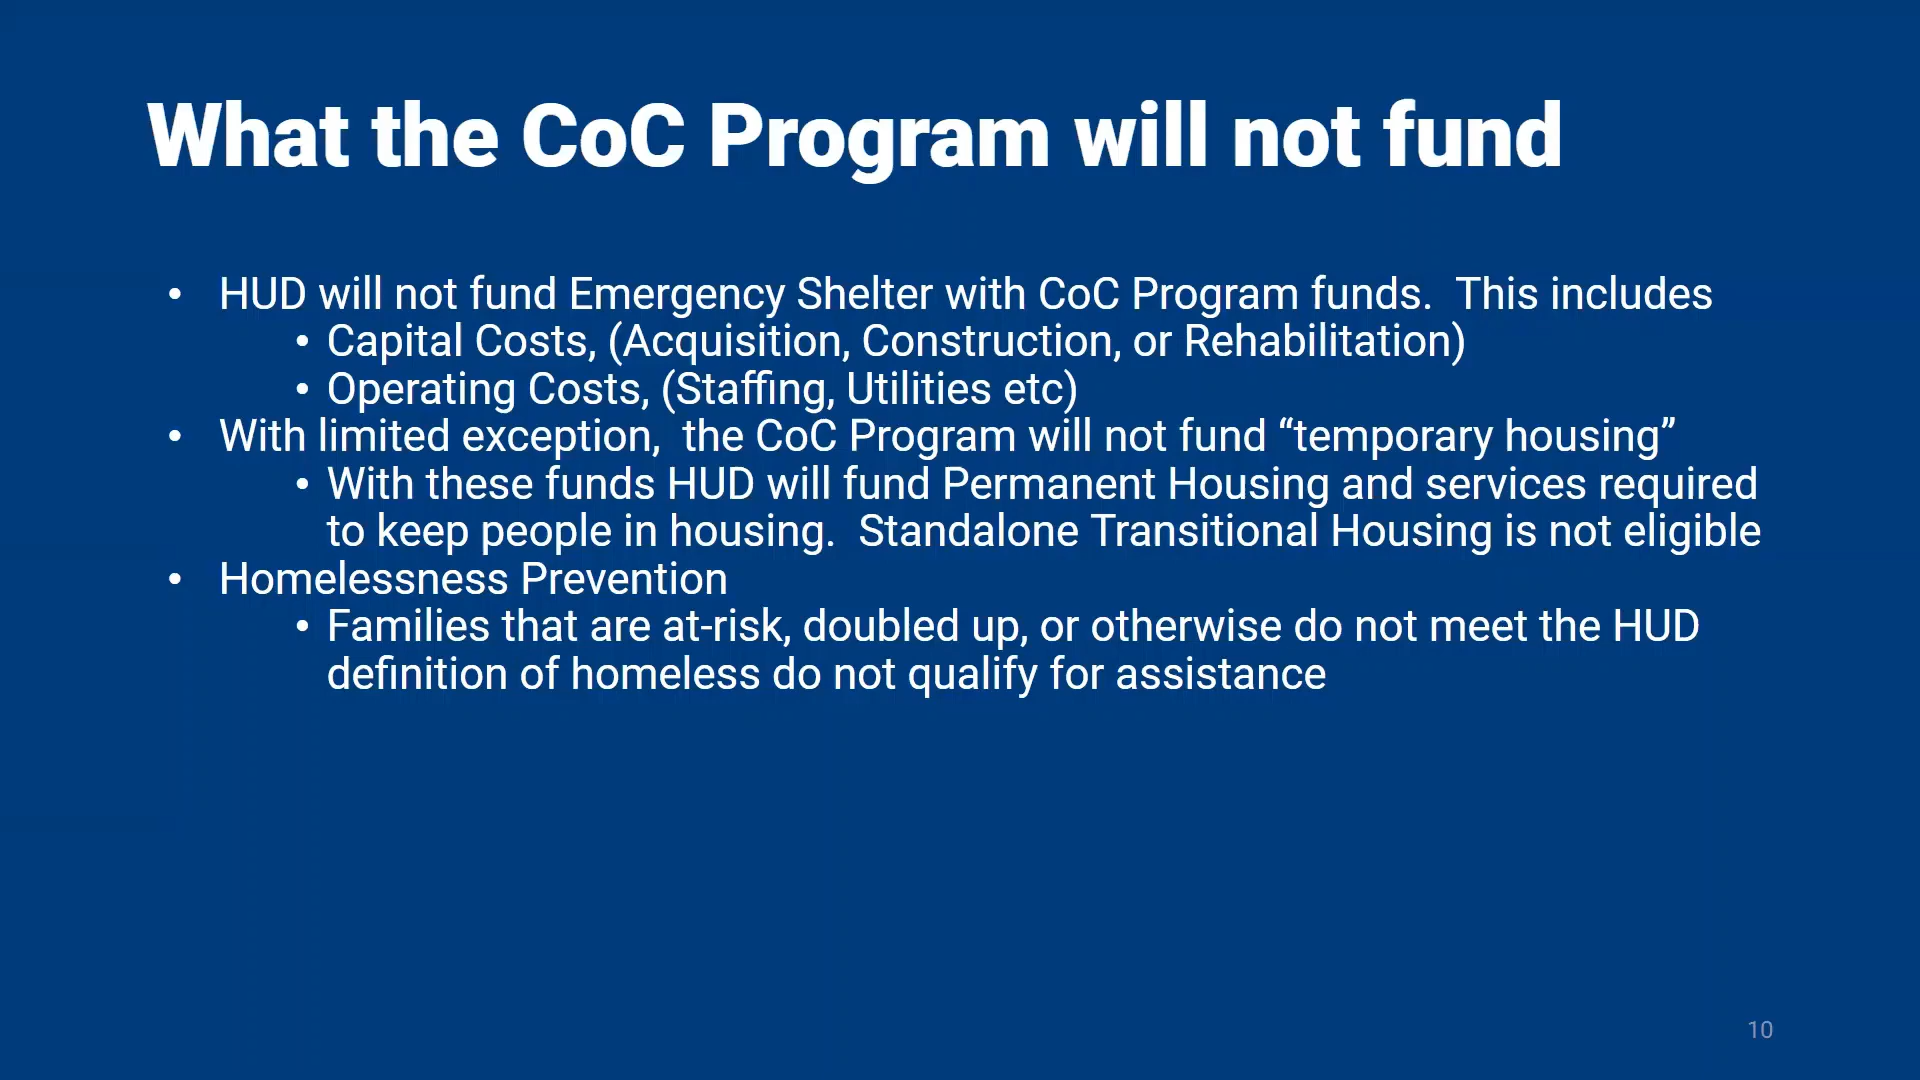 What the CoC Program will not fund
• HUD will not fund Emergency Shelter with CoC Program funds.  This includes
• Capital Costs, (Acquisition, Construction, or Rehabilitation)
• Operating Costs, (Staffing, Utilities etc)
• With limited exception,  the CoC Program will not fund “temporary housing”
• With these funds HUD will fund Permanent Housing and services required
to keep people in housing.  Standalone Transitional Housing is not eligible
• Homelessness Prevention
• Families that are at-risk, doubled up, or otherwise do not meet the HUD
definition of homeless do not qualify for assistance
10